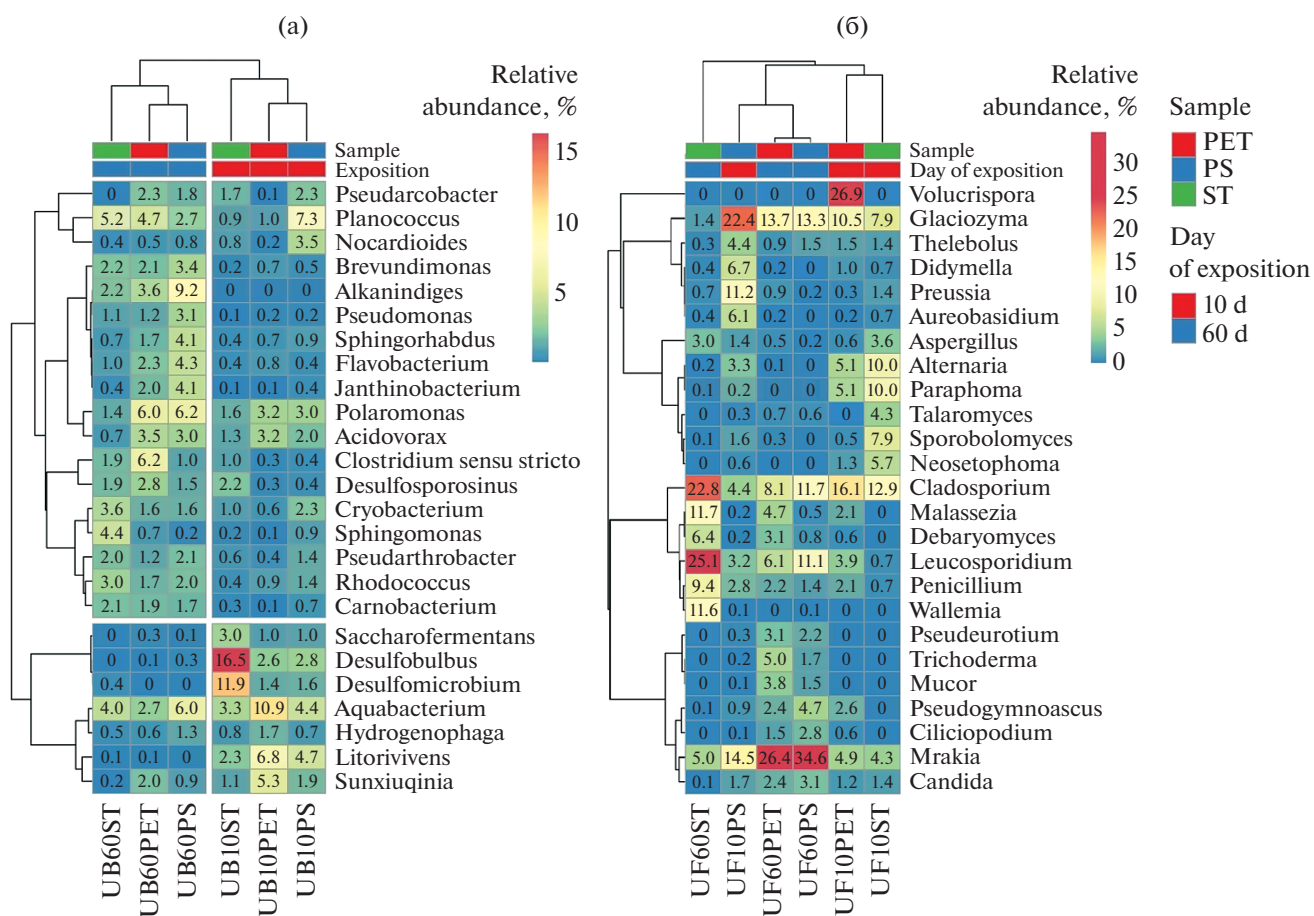 (а)
Relative
abundance, %
15
10
5
Sample
Exposition
0 2.3 1.8 1.7 0.1 2.3 Pseudarcobacter
5.2 4.7 2.7 0.9 1.0 7.3 Planococcus
0.4 0.5 0.8 0.8 0.2 3.5 Nocardioides
2.2 2.1 3.4 0.2 0.7 0.5 Brevundimonas
2.2 3.6 9.2 0 0 0 Alkanindiges
1.1 1.2 3.1 0.1 0.2 0.2 Pseudomonas
0.7 1.7 4.1 0.4 0.7 0.9 Sphingorhabdus
1.0 2.3 4.3 0.4 0.8 0.4 Flavobacterium
0.4 2.0 4.1 0.1 0.1 0.4 Janthinobacterium
1.4 6.0 6.2 1.6 3.2 3.0 Polaromonas
0.7 3.5 3.0 1.3 3.2 2.0 Acidovorax
1.9 6.2 1.0 1.0 0.3 0.4 Clostridium sensu stricto
1.9 2.8 1.5 2.2 0.3 0.4 Desulfosporosinus
3.6 1.6 1.6 1.0 0.6 2.3 Cryobacterium
4.4 0.7 0.2 0.2 0.1 0.9 Sphingomonas
2.0 1.2 2.1 0.6 0.4 1.4 Pseudarthrobacter
3.0 1.7 2.0 0.4 0.9 1.4 Rhodococcus
2.1 1.9 1.7 0.3 0.1 0.7 Carnobacterium
0 0.3 0.1 3.0 1.0 1.0 Saccharofermentans
0 0.1 0.3 16.5 2.6 2.8 Desulfobulbus
0.4 0 0 11.9 1.4 1.6 Desulfomicrobium
4.0 2.7 6.0 3.3 10.9 4.4 Aquabacterium
0.5 0.6 1.3 0.8 1.7 0.7 Hydrogenophaga
0.1 0.1 0 2.3 6.8 4.7 Litorivivens
0.2 2.0 0.9 1.1 5.3 1.9 Sunxiuqinia
UB60ST
UB60PET
UB60PS
UB10ST
UB10PET
UB10PS
(б)
Relative
abundance, %
30
25
20
15
10
5
0
Sample
Day of exposition
0 0 0 0 26.9 0 Volucrispora
1.4 22.4 13.7 13.3 10.5 7.9 Glaciozyma
0.3 4.4 0.9 1.5 1.5 1.4 Thelebolus
0.4 6.7 0.2 0 1.0 0.7 Didymella
0.7 11.2 0.9 0.2 0.3 1.4 Preussia
0.4 6.1 0.2 0 0.2 0.7 Aureobasidium
3.0 1.4 0.5 0.2 0.6 3.6 Aspergillus
0.2 3.3 0.1 0 5.1 10.0 Alternaria
0.1 0.2 0 0 5.1 10.0 Paraphoma
0 0.3 0.7 0.6 0 4.3 Talaromyces
0.1 1.6 0.3 0 0.5 7.9 Sporobolomyces
0 0.6 0 0 1.3 5.7 Neosetophoma
22.8 4.4 8.1 11.7 16.1 12.9 Cladosporium
11.7 0.2 4.7 0.5 2.1 0 Malassezia
6.4 0.2 3.1 0.8 0.6 0 Debaryomyces
25.1 3.2 6.1 11.1 3.9 0.7 Leucosporidium
9.4 2.8 2.2 1.4 2.1 0.7 Penicillium
11.6 0.1 0 0.1 0 0 Wallemia
0 0.3 3.1 2.2 0 0 Pseudeurotium
0 0.2 5.0 1.7 0 0 Trichoderma
0 0.1 3.8 1.5 0 0 Mucor
0.1 0.9 2.4 4.7 2.6 0 Pseudogymnoascus
0 0.1 1.5 2.8 0.6 0 Ciliciopodium
5.0 14.5 26.4 34.6 4.9 4.3 Mrakia
0.1 1.7 2.4 3.1 1.2 1.4 Candida
UF60ST
UF10PS
UF60PET
UF60PS
UF10PET
UF10ST
Sample
PET
PS
ST
Day
of exposition
10 d
60 d